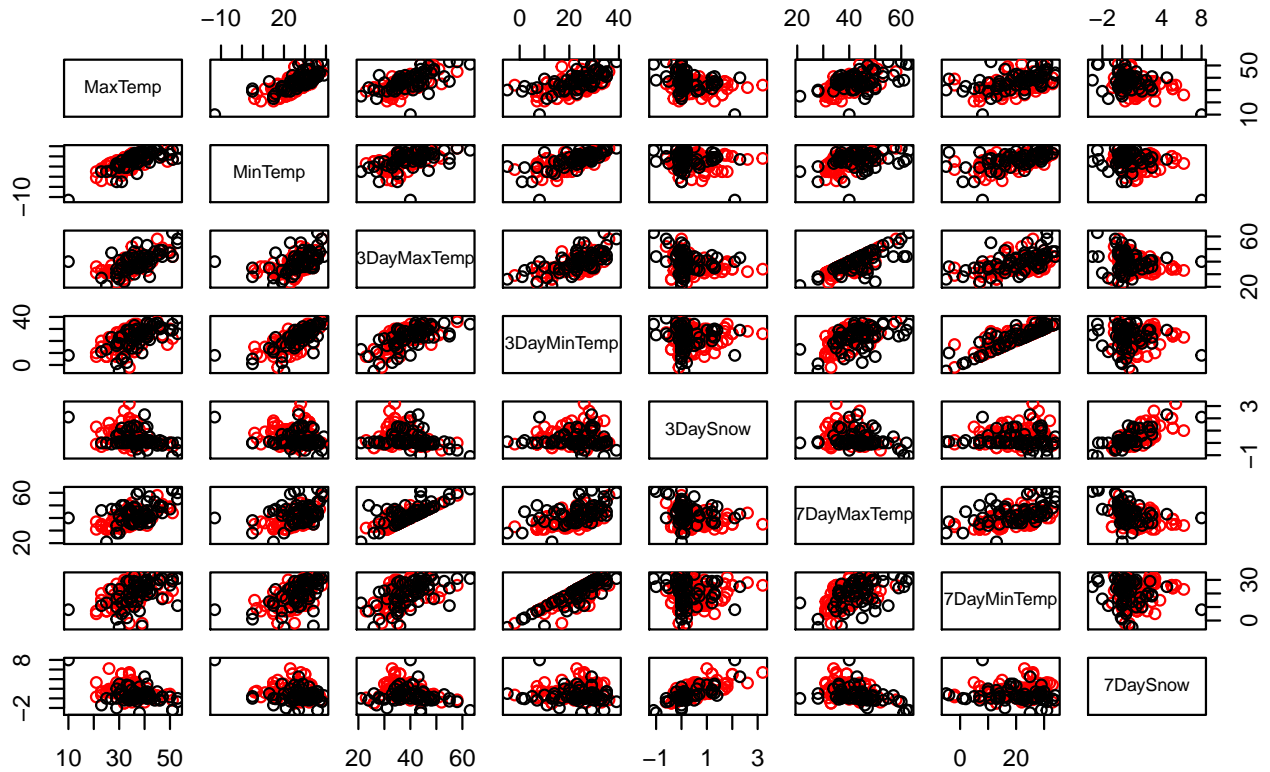 −10 20 0 20 40 20 40 60 −2 4 8
MaxTemp 10 50
−10 MinTemp
3DayMaxTemp 20 60
0 40 3DayMinTemp
3DaySnow −1 3
20 60 7DayMaxTemp
7DayMinTemp 0 30
−2 8 7DaySnow
10 30 50 20 40 60 −1 1 3 0 20